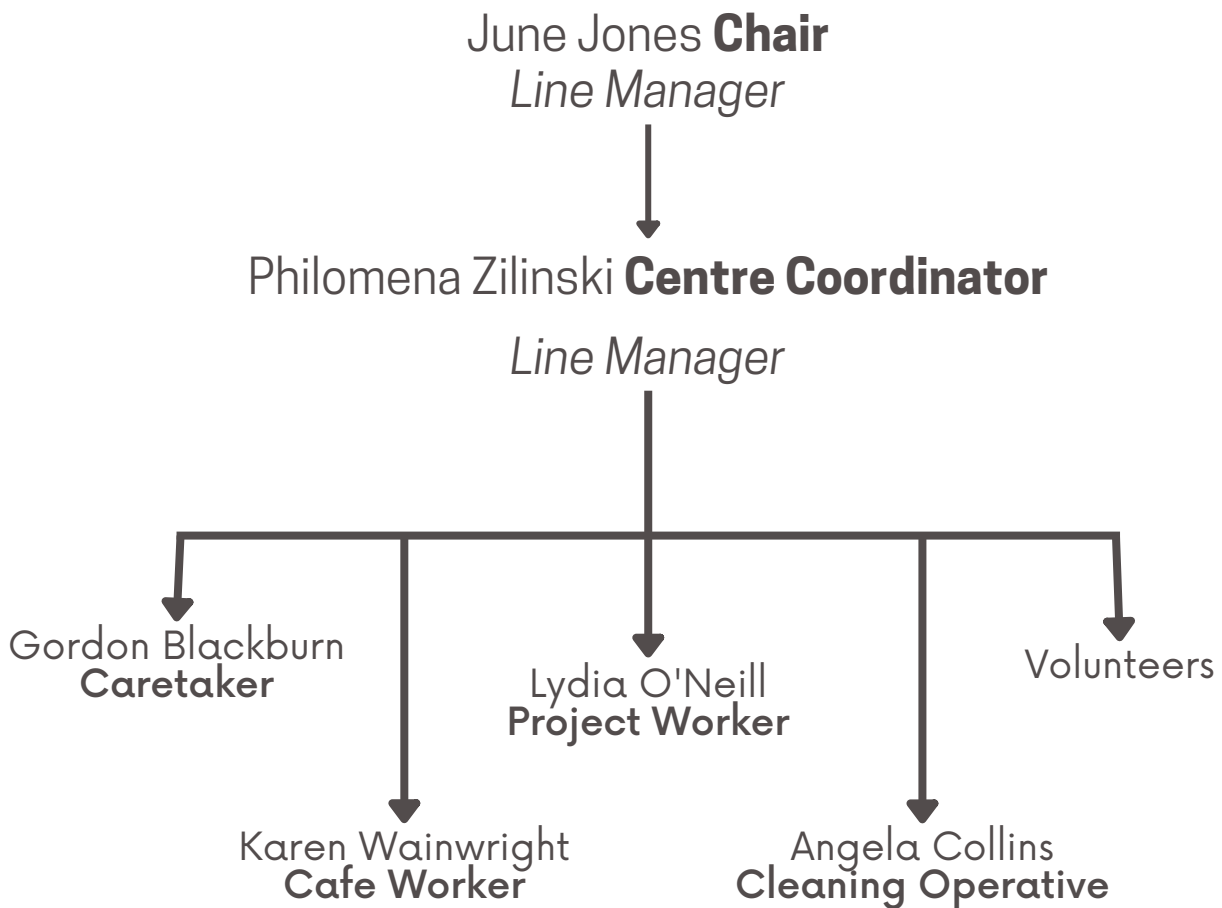 June Jones Chair
Line Manager
Philomena Zilinski Centre Coordinator
Line Manager
Gordon Blackburn
Caretaker
Karen Wainwright
Cafe Worker
Lydia O'Neill
Project Worker
Angela Collins
Cleaning Operative
Volunteers